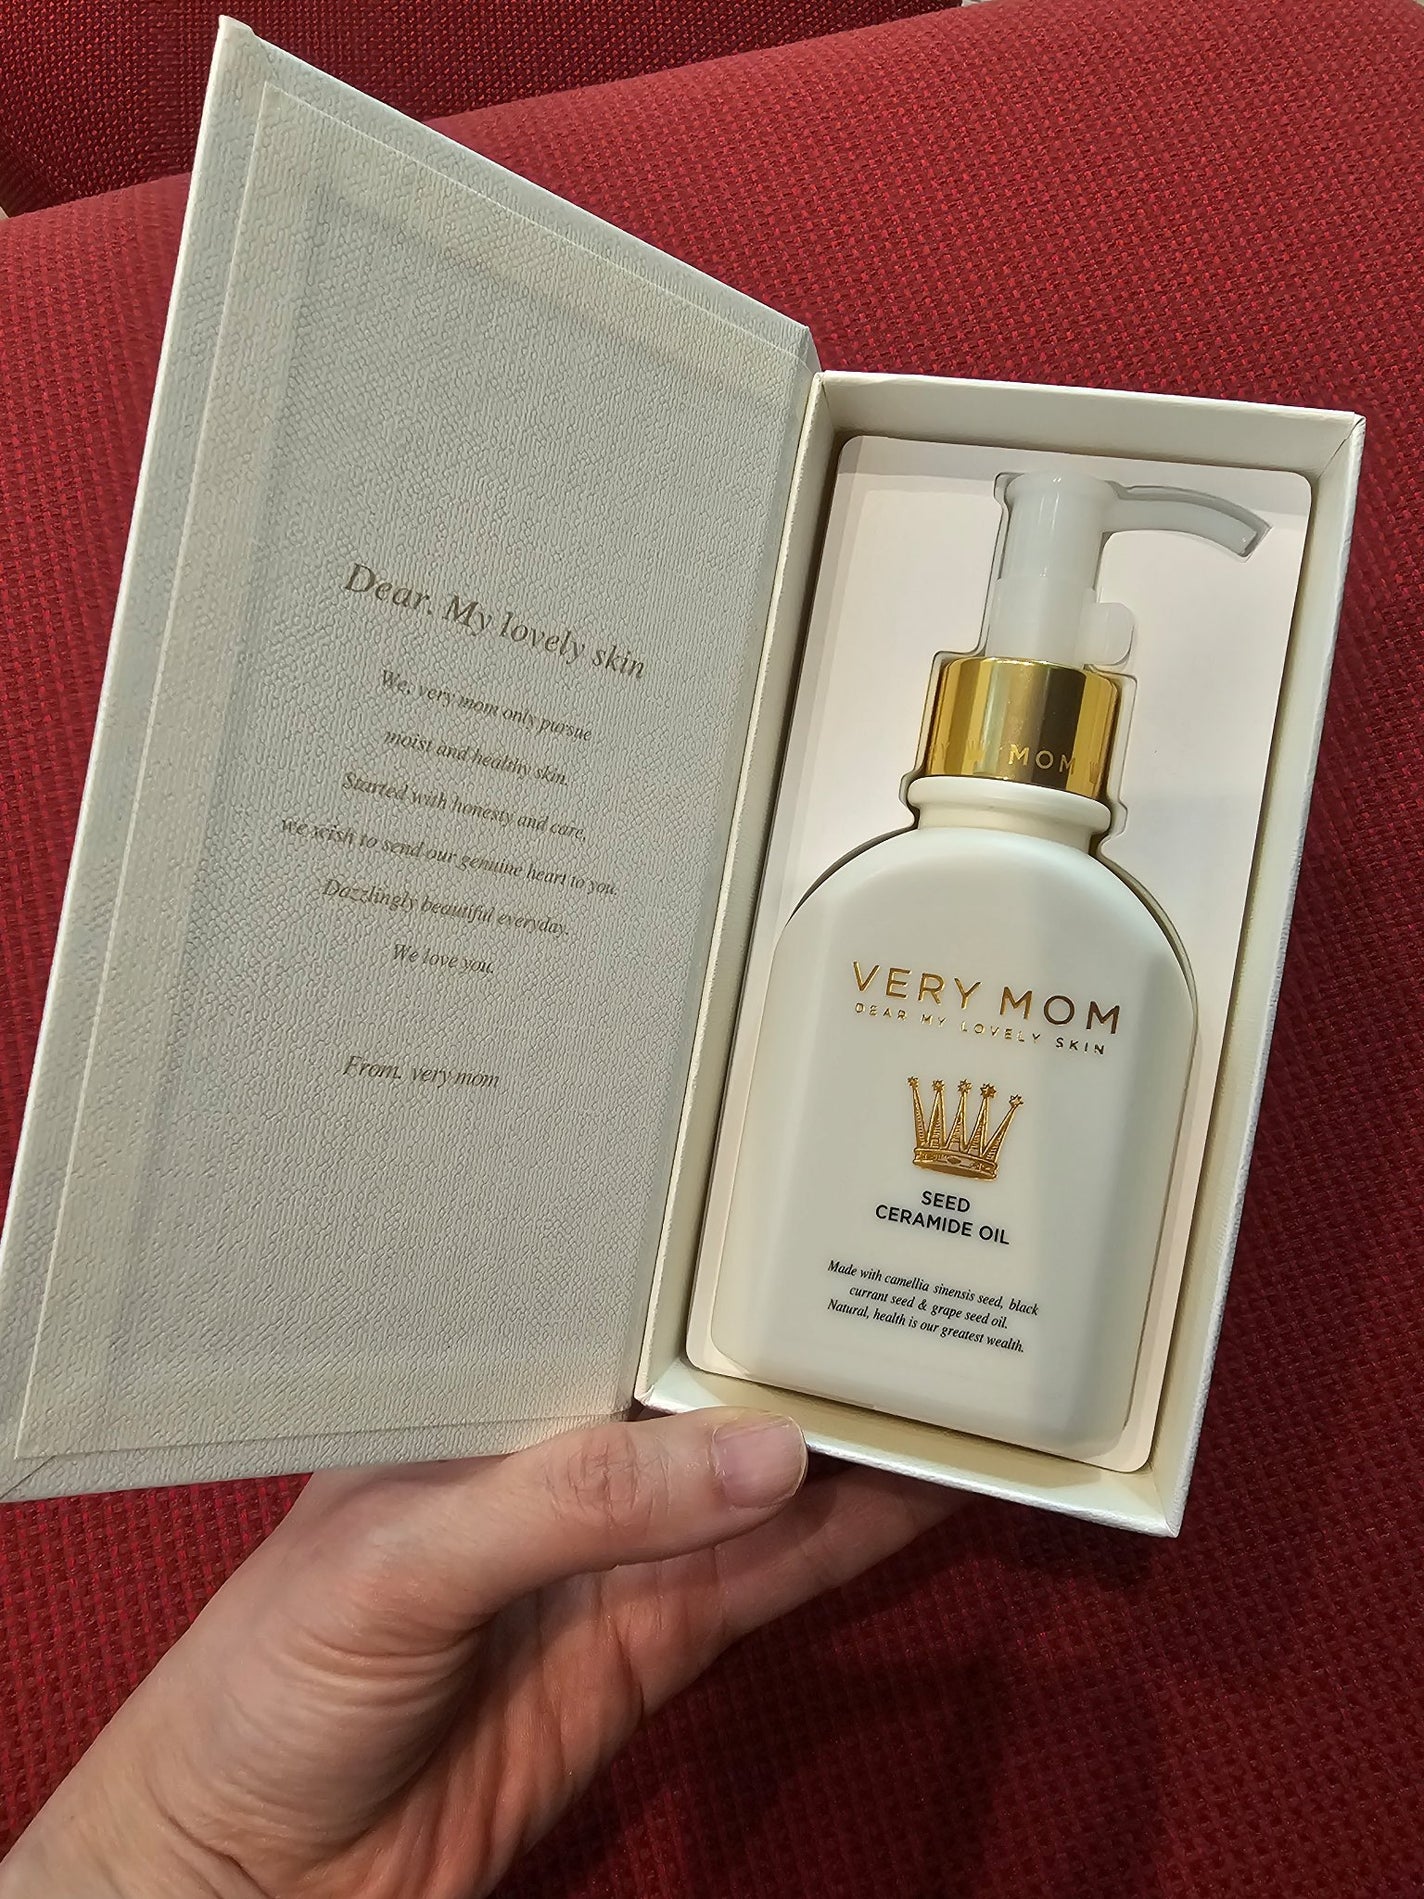 Dear. My lovely skin
We, very mom only pursue
moist and healthy skin.
Started with honesty and care,
we wish to send our genuine heart to you.
Dazzlingly beautiful everyday.
We love you.
From. very mom
MOM
VERY MOM
DEAR MY LOVELY SKIN
SEED
CERAMIDE OIL
Made with camellia sinensis seed, black
currant seed & grape seed oil.
Natural, health is our greatest wealth.